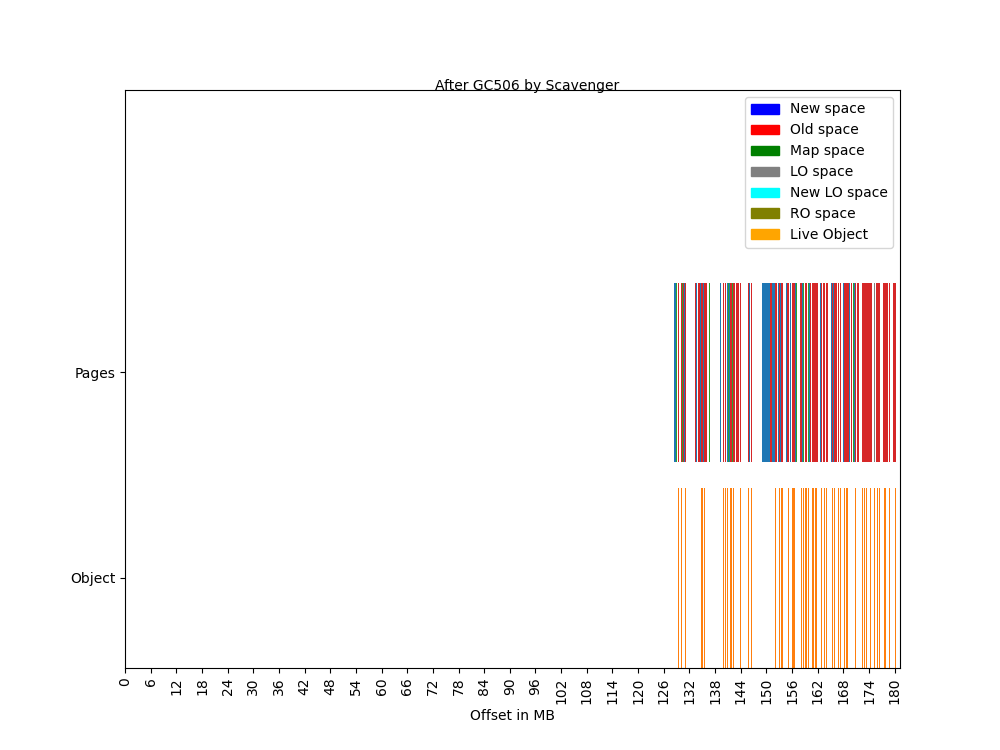 After GC506 by Scavenger
New space
Old space
Map space
LO space
New LO space
RO space
Live Object
Pages
Object
0 6 12 18 24 30 36 42 48 54 60 66 72 78 84 90 96 102 108 114 120 126 132 138 144 150 156 162 168 174 180
Offset in MB